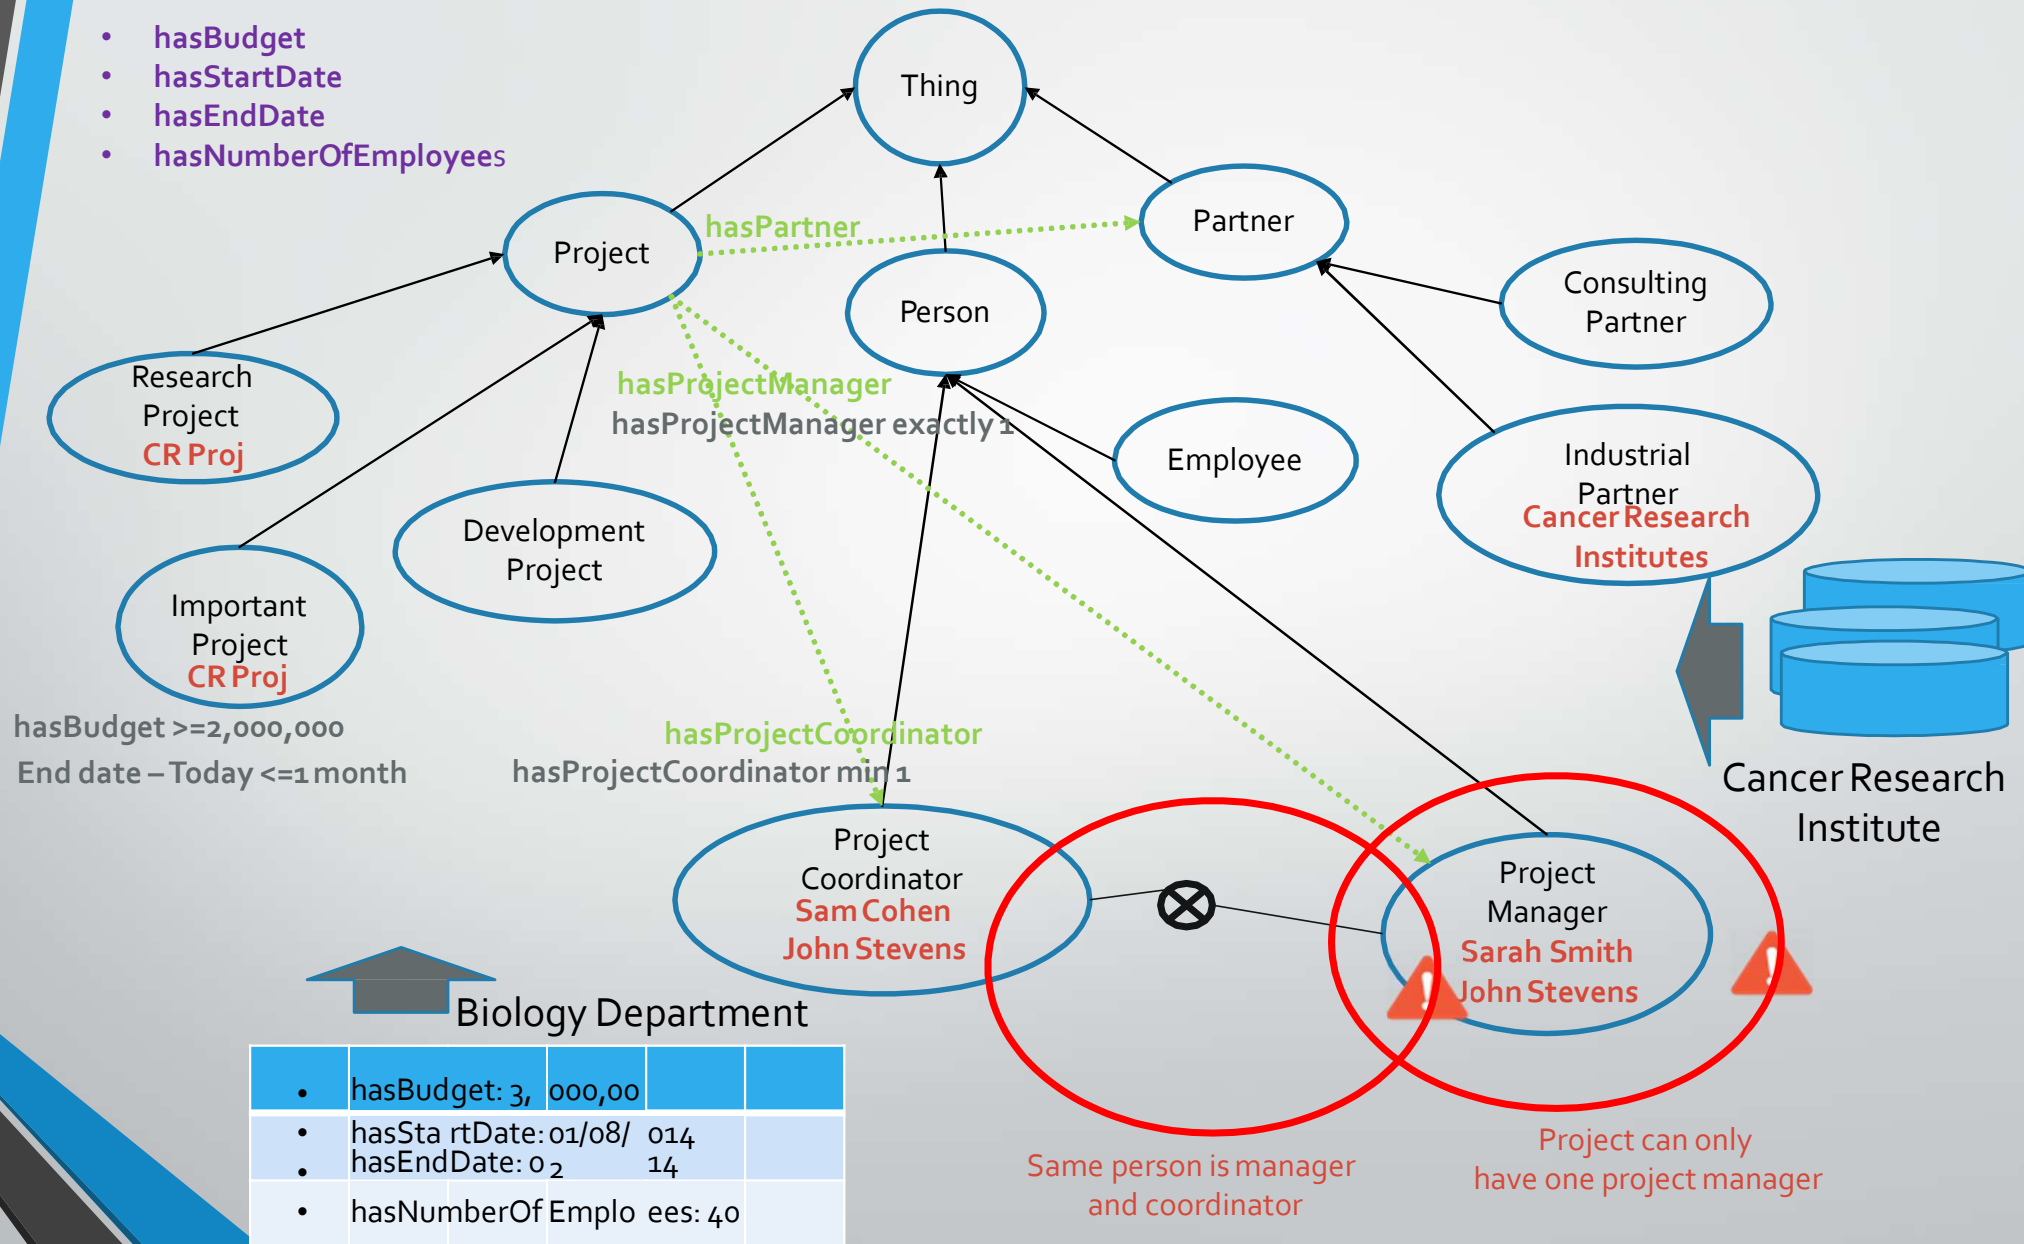 • hasBudget
• hasStartDate
• hasEndDate
• hasNumberOfEmployees
Thing
Project
hasPartner
Partner
Person
Consulting
Partner
Research
Project
CR Proj
hasProjectManager
hasProjectManager exactly 1
Employee
Industrial
Partner
Cancer Research
Institutes
Development
Project
Important
Project
CR Proj
hasBudget >=2,000,000
End date – Today <=1 month
hasProjectCoordinator
hasProjectCoordinator min 1
Cancer Research
Institute
Project
Coordinator
Sam Cohen
John Stevens
Project
Manager
Sarah Smith
John Stevens
Biology Department
• hasBudget: 3, 000,00
• hasSta rtDate: 01/08/ 014
• hasEndDate: 0 2 14
• hasNumberOf Emplo ees: 40
Same person is manager
and coordinator
Project can only
have one project manager